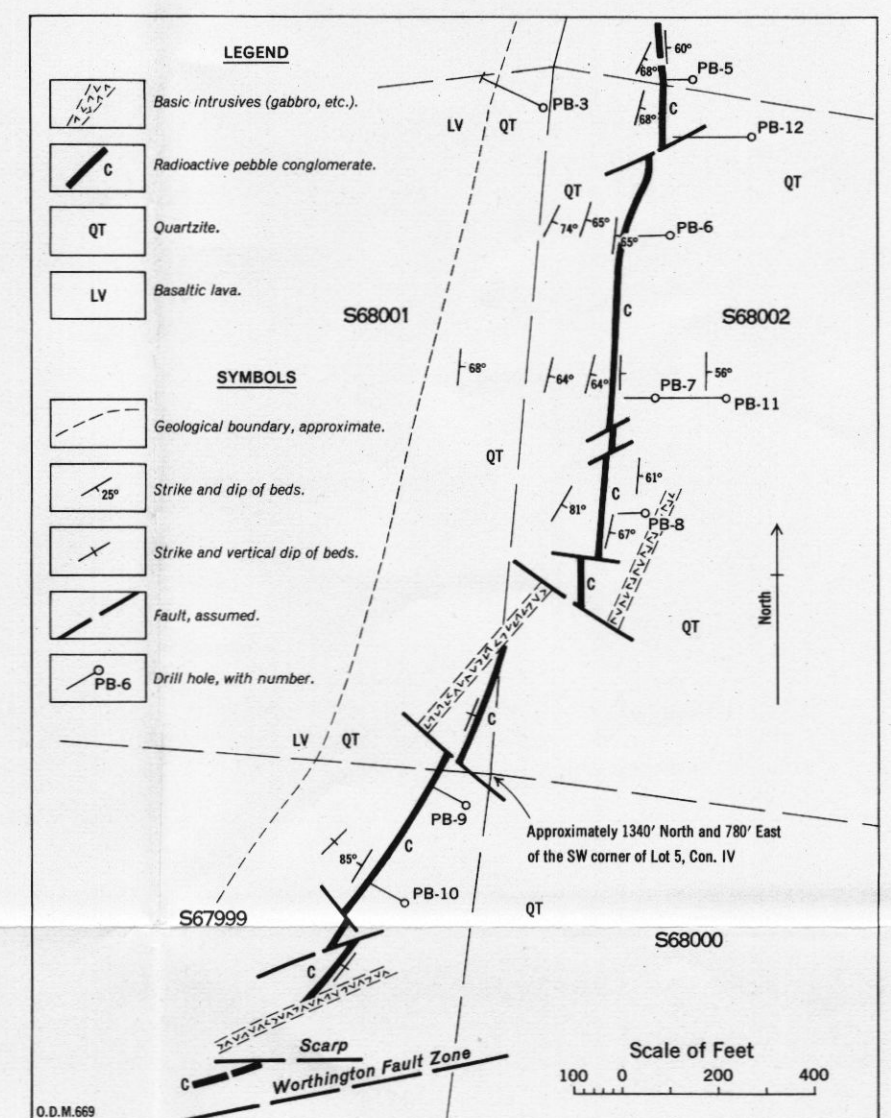 LEGEND
Basic intrusives (gabbro, etc.).
C
Radioactive pebble conglomerate.
QT
Quartzite.
LV
Basaltic lava.
SYMBOLS
Geological boundary, approximate.
25°
Strike and dip of beds.
Strike and vertical dip of beds.
Fault, assumed.
PB-6
Drill hole, with number.
60°
68°
PB-5
PB-3
C
68°
LV
QT
PB-12
QT
QT
74°
65°
65°
PB-6
S68001
C
S68002
68°
64°
64°
56°
PB-7
PB-11
QT
61°
C
81°
67°
PB-8
C
North
QT
C
LV
QT
PB-9
Approximately 1340' North and 780' East
of the SW corner of Lot 5, Con. IV
C
85°
PB-10
QT
S67999
S68000
C
Scarp
Worthington Fault Zone
C
Scale of Feet
100 0 200 400
O.D.M.669